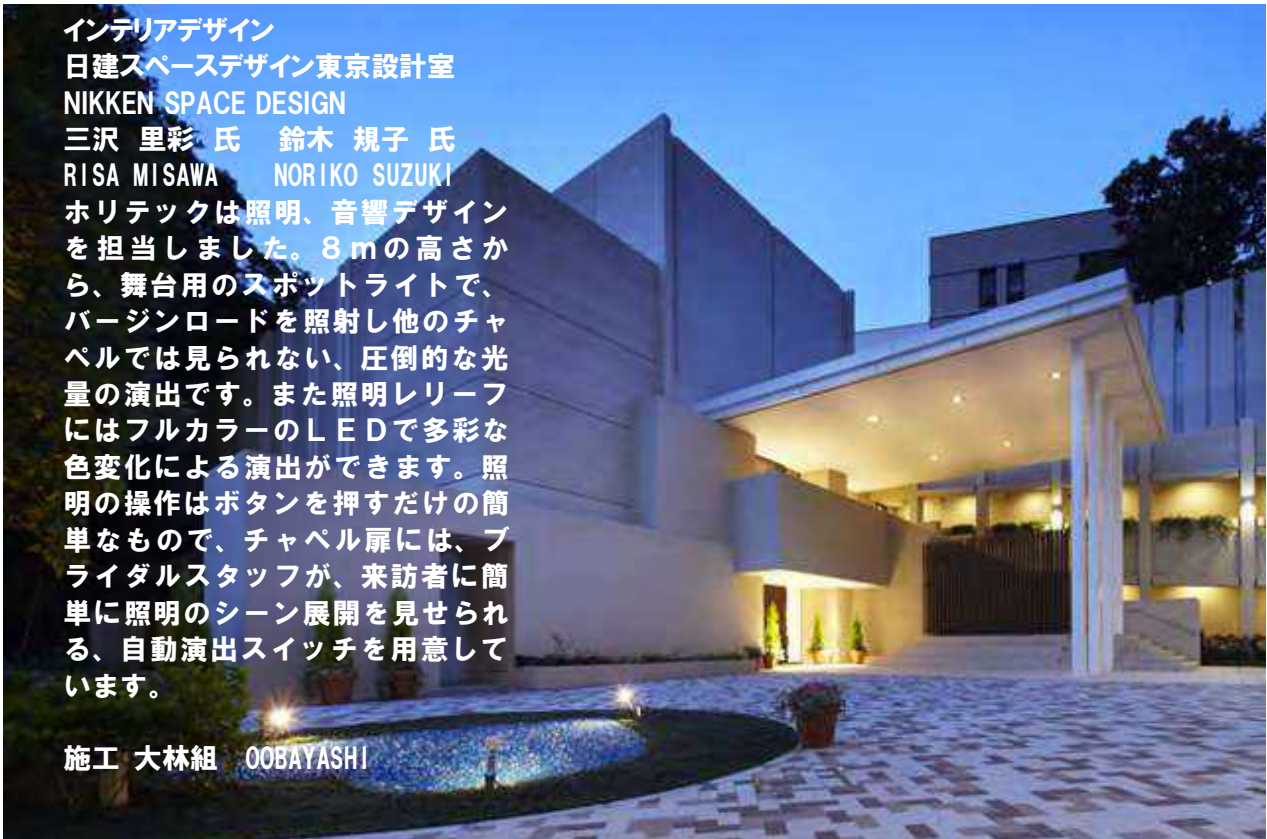 インテリアデザイン
日建スペースデザイン東京設計室
NIKKEN SPACE DESIGN
三沢 里彩 氏 鈴木 規子 氏
RISA MISAWA NORIKO SUZUKI
ホリテックは照明、音響デザイン
を担当しました。８ｍの高さか
ら、舞台用のスポットライトで、
バージンロードを照射し他のチャ
ペルでは見られない、圧倒的な光
量の演出です。また照明レリーフ
にはフルカラーのＬＥＤで多彩な
色変化による演出ができます。照
明の操作はボタンを押すだけの簡
単なもので、チャペル扉には、ブ
ライダルスタッフが、来訪者に簡
単に照明のシーン展開を見せられ
る、自動演出スイッチを用意して
います。
施工 大林組 OOBAYASHI